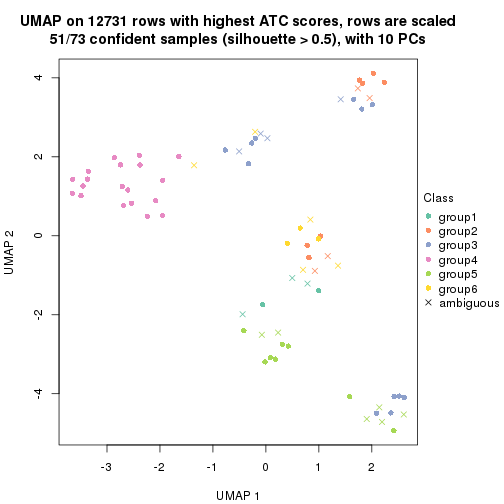 UMAP on 12731 rows with highest ATC scores, rows are scaled
51/73 confident samples (silhouette > 0.5), with 10 PCs
4
2
0
-2
-4
UMAP 2
-3
-2
-1
0
1
2
UMAP 1
Class
group1
group2
group3
group4
group5
group6
ambiguous